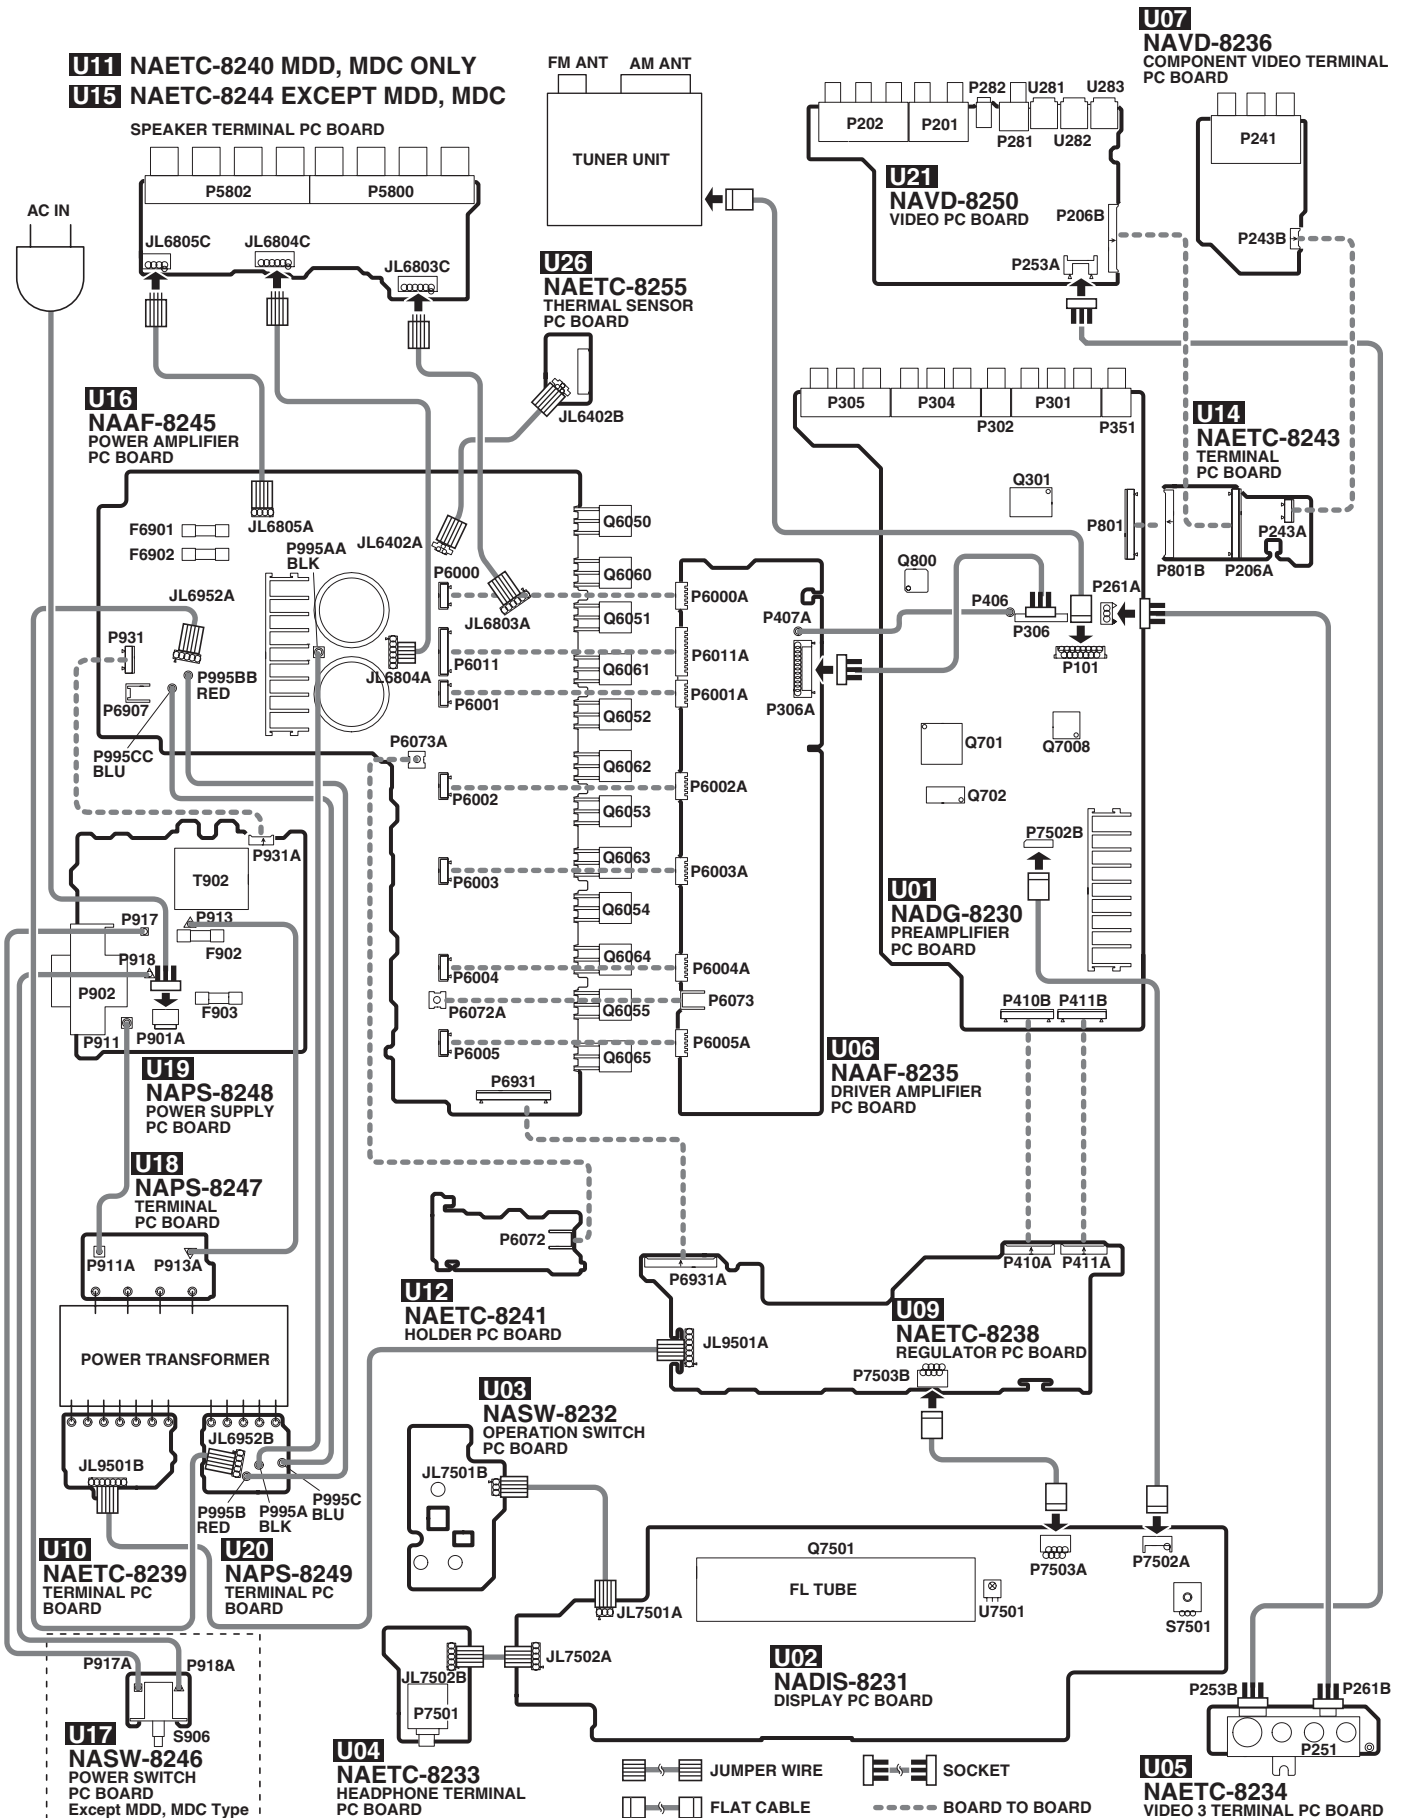 U11 NAETC-8240 MDD, MDC ONLY
U15 NAETC-8244 EXCEPT MDD, MDC
SPEAKER TERMINAL PC BOARD
P5802
P5800
JL6805C
JL6804C
JL6803C
AC IN
FM ANT
AM ANT
TUNER UNIT
U07
NAVD-8236
COMPONENT VIDEO TERMINAL
PC BOARD
P241
P243B
P282
U281
U283
P202
P201
P281
U282
U21
NAVD-8250
VIDEO PC BOARD
P206B
P253A
U26
NAETC-8255
THERMAL SENSOR
PC BOARD
JL6402B
U16
NAAF-8245
POWER AMPLIFIER
PC BOARD
F6901
F6902
JL6805A
P995AA
BLK
JL6402A
JL6952A
P931
P995BB
RED
P6907
P995CC
BLU
JL6804A
JL6803A
P6000
P6011
P6001
P6073A
P6002
P6003
P6004
P6072A
P6005
P6931
Q6050
Q6060
Q6051
Q6061
Q6052
Q6062
Q6053
Q6063
Q6054
Q6064
Q6055
Q6065
P6000A
P6011A
P6001A
P6002A
P6003A
P6004A
P6073
P6005A
P407A
P306A
U06
NAAF-8235
DRIVER AMPLIFIER
PC BOARD
P305
P304
P302
P301
P351
Q301
Q800
P801
P406
P306
P261A
P101
Q701
Q7008
Q702
P7502B
U01
NADG-8230
PREAMPLIFIER
PC BOARD
P410B
P411B
U14
NAETC-8243
TERMINAL
PC BOARD
P243A
P801B
P206A
P931A
T902
P917
P913
F902
P918
P902
F903
P911
P901A
U19
NAPS-8248
POWER SUPPLY
PC BOARD
U18
NAPS-8247
TERMINAL
PC BOARD
P911A
P913A
POWER TRANSFORMER
JL9501B
JL6952B
P995B
RED
P995A
BLK
P995C
BLU
U10
NAETC-8239
TERMINAL PC
BOARD
U20
NAPS-8249
TERMINAL PC
BOARD
P6072
U12
NAETC-8241
HOLDER PC BOARD
P6931A
JL9501A
P410A
P411A
U09
NAETC-8238
REGULATOR PC BOARD
P7503B
U03
NASW-8232
OPERATION SWITCH
PC BOARD
JL7501B
JL7501A
Q7501
FL TUBE
U7501
P7503A
P7502A
S7501
U02
NADIS-8231
DISPLAY PC BOARD
JL7502B
JL7502A
P7501
U04
NAETC-8233
HEADPHONE TERMINAL
PC BOARD
P917A
P918A
S906
U17
NASW-8246
POWER SWITCH
PC BOARD
Except MDD, MDC Type
P253B
P261B
P251
U05
NAETC-8234
VIDEO 3 TERMINAL PC BOARD
JUMPER WIRE
SOCKET
FLAT CABLE
BOARD TO BOARD